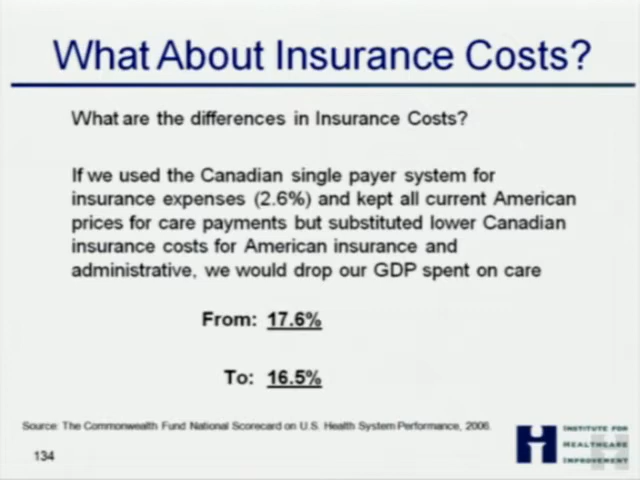 What About Insurance Costs?
What are the differences in Insurance Costs?
If we used the Canadian single payer system for
insurance expenses (2.6%) and kept all current American
prices for care payments but substituted lower Canadian
insurance costs for American insurance and
administrative, we would drop our GDP spent on care
From: 17.6%
To: 16.5%
Source: The Commonwealth Fund National Scorecard on U.S. Health System Performance, 2006.
134
INSTITUTE FOR
HEALTHCARE
IMPROVEMENT